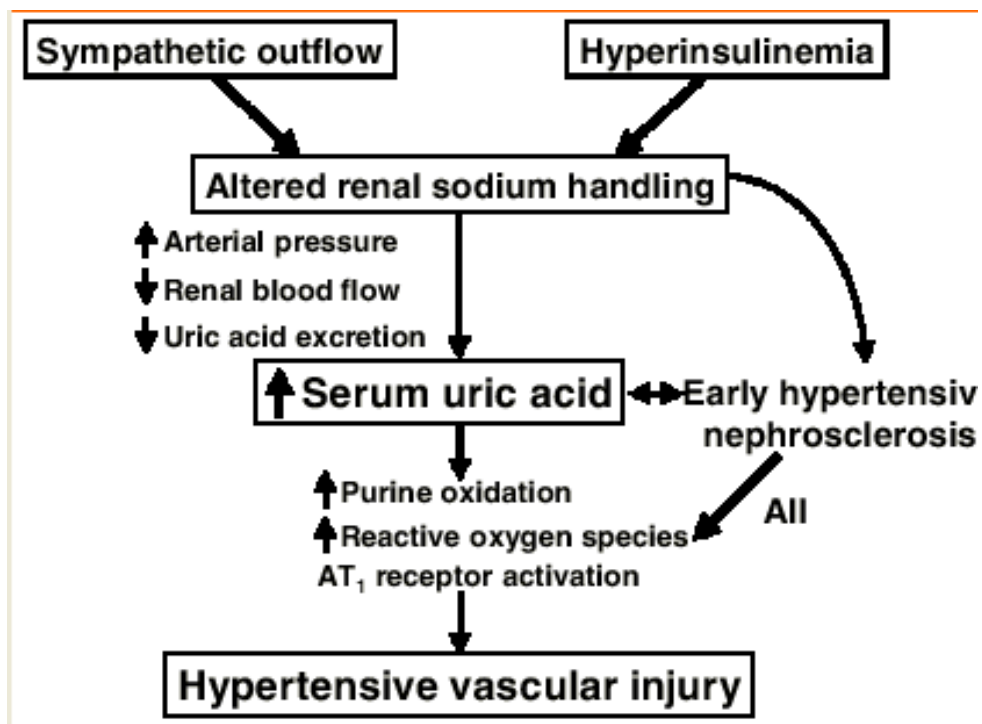 Sympathetic outflow
Hyperinsulinemia
Altered renal sodium handling
Arterial pressure
Renal blood flow
Uric acid excretion
Serum uric acid
Early hypertensiv
nephrosclerosis
Purine oxidation
All
Reactive oxygen species
AT₁ receptor activation
Hypertensive vascular injury